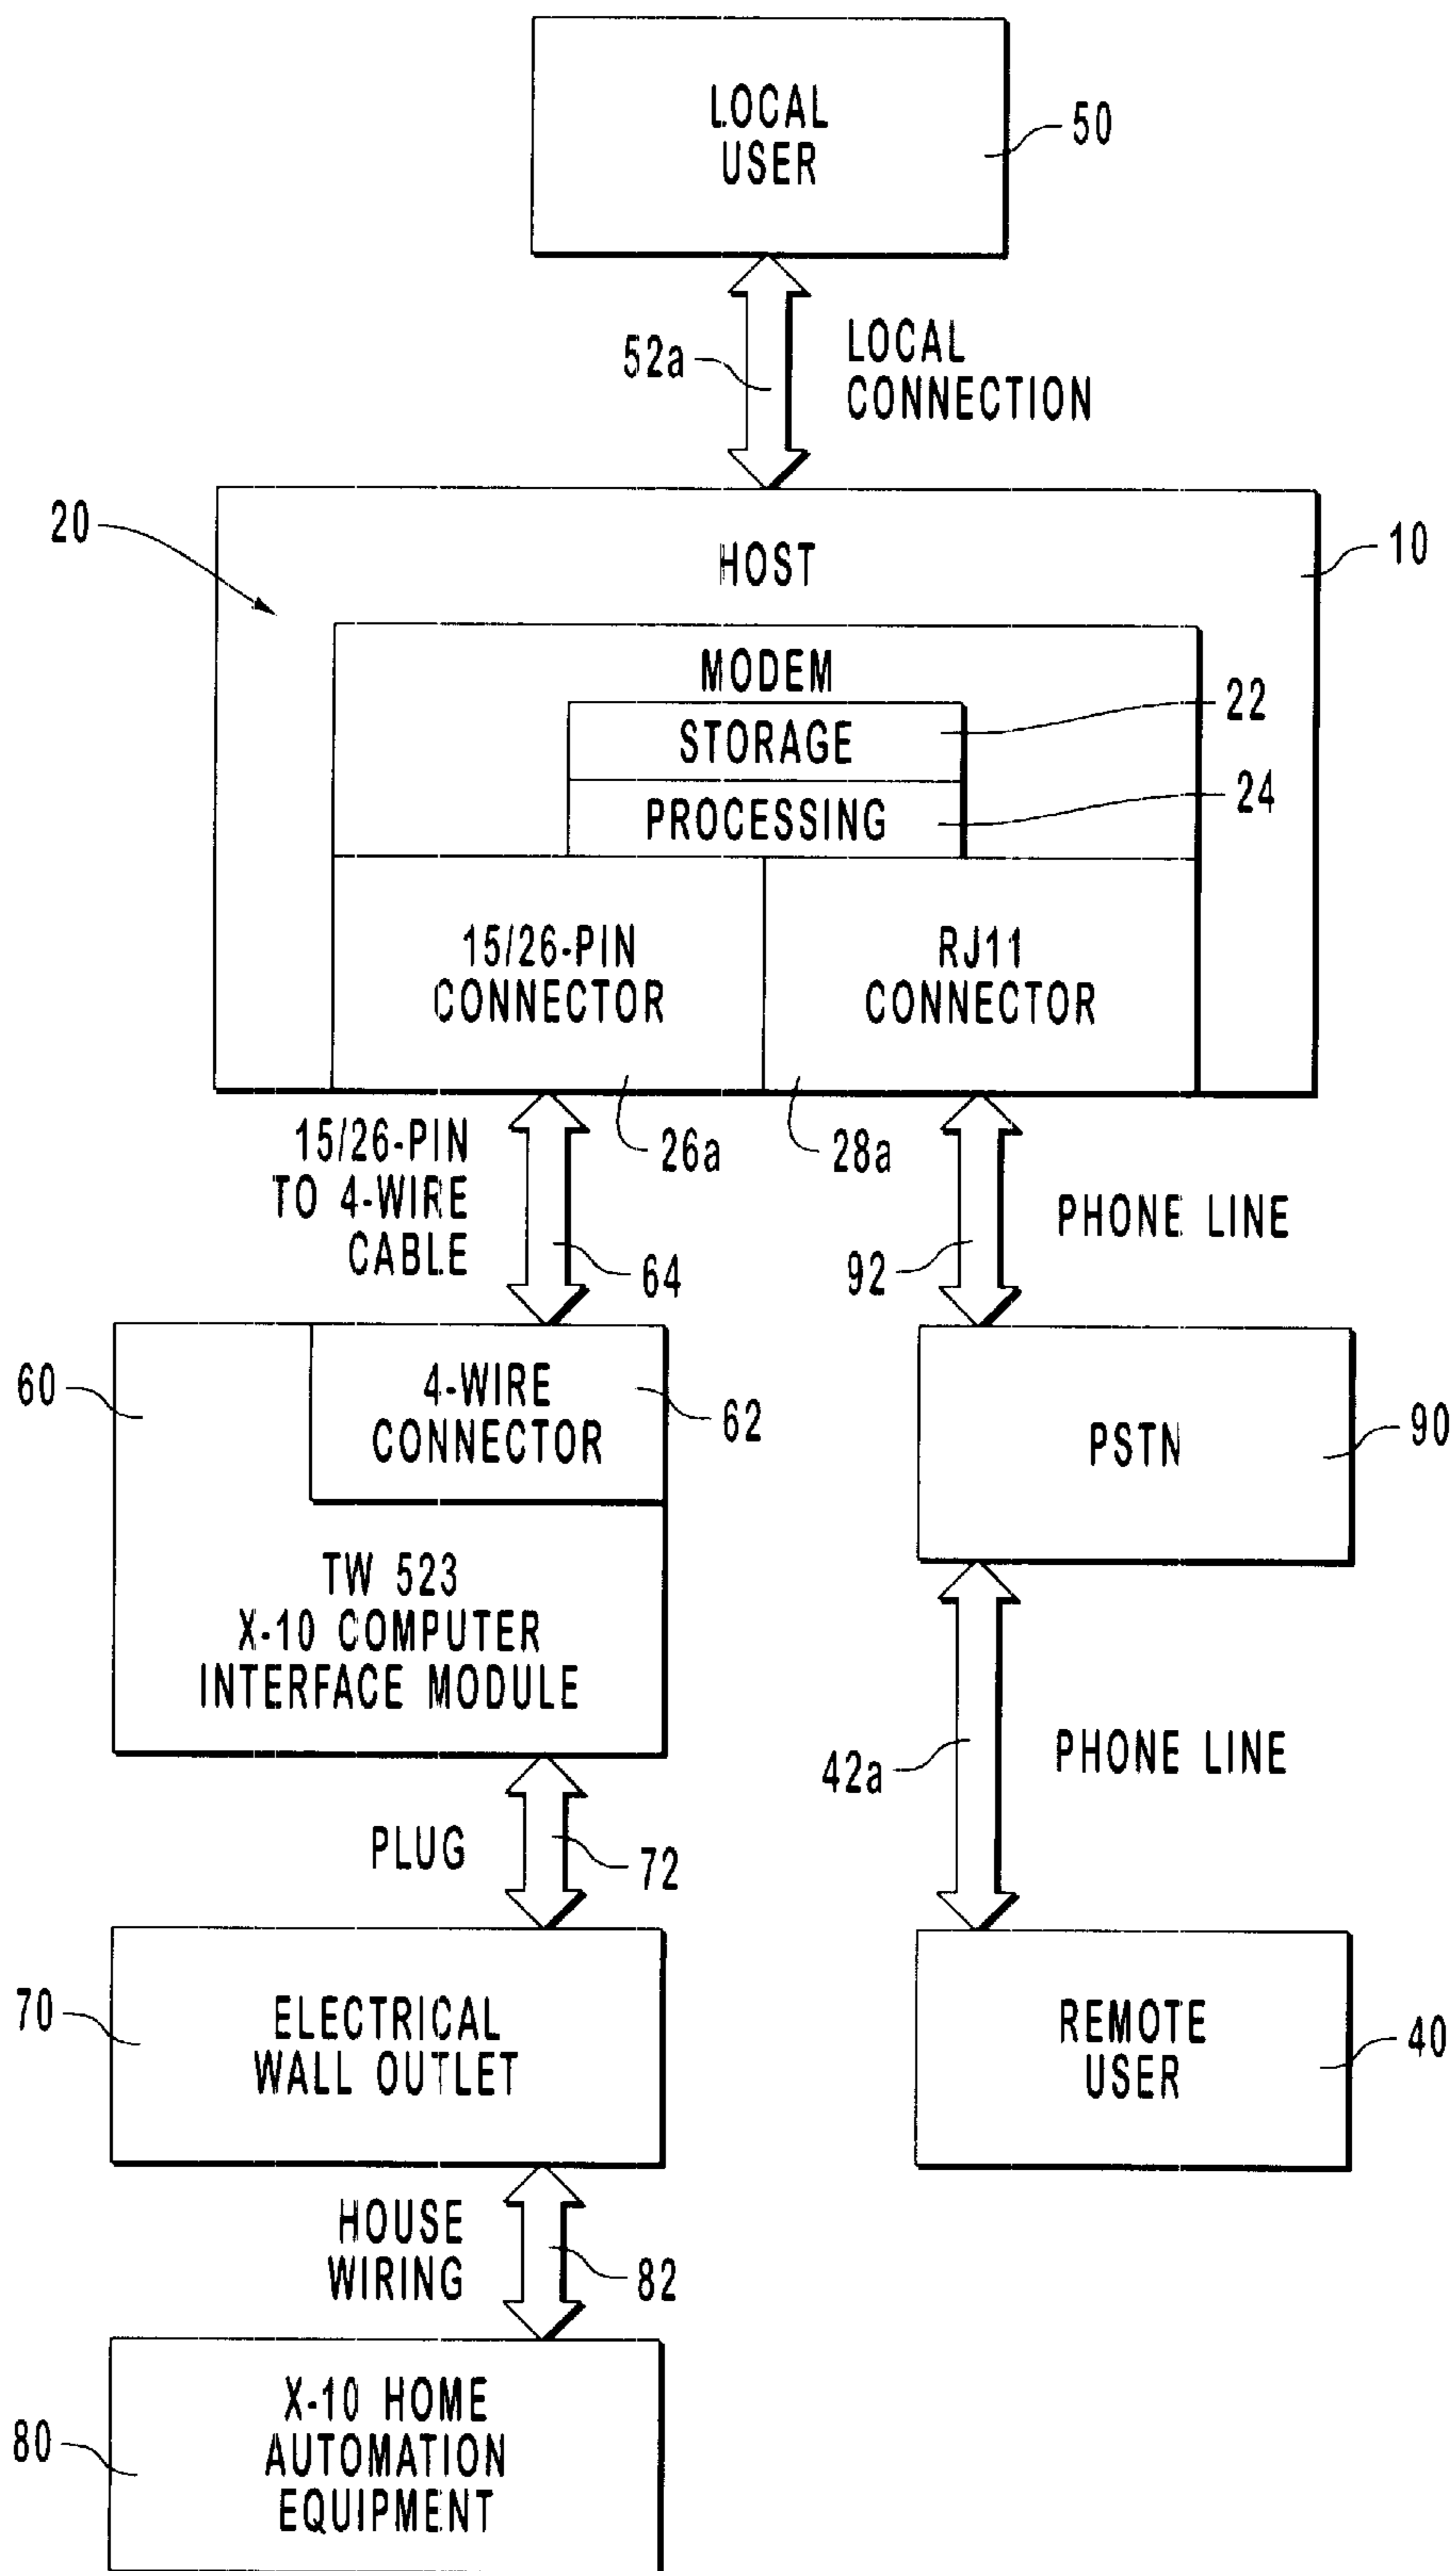 LOCAL
USER
50
52a
LOCAL
CONNECTION
20
HOST
10
MODEM
STORAGE
22
PROCESSING
24
15/26-PIN
CONNECTOR
RJ11
CONNECTOR
15/26-PIN
TO 4-WIRE
CABLE
26a
28a
64
92
PHONE LINE
60
4-WIRE
CONNECTOR
62
PSTN
90
TW 523
X-10 COMPUTER
INTERFACE MODULE
42a
PHONE LINE
PLUG
72
70
ELECTRICAL
WALL OUTLET
REMOTE
USER
40
HOUSE
WIRING
82
80
X-10 HOME
AUTOMATION
EQUIPMENT